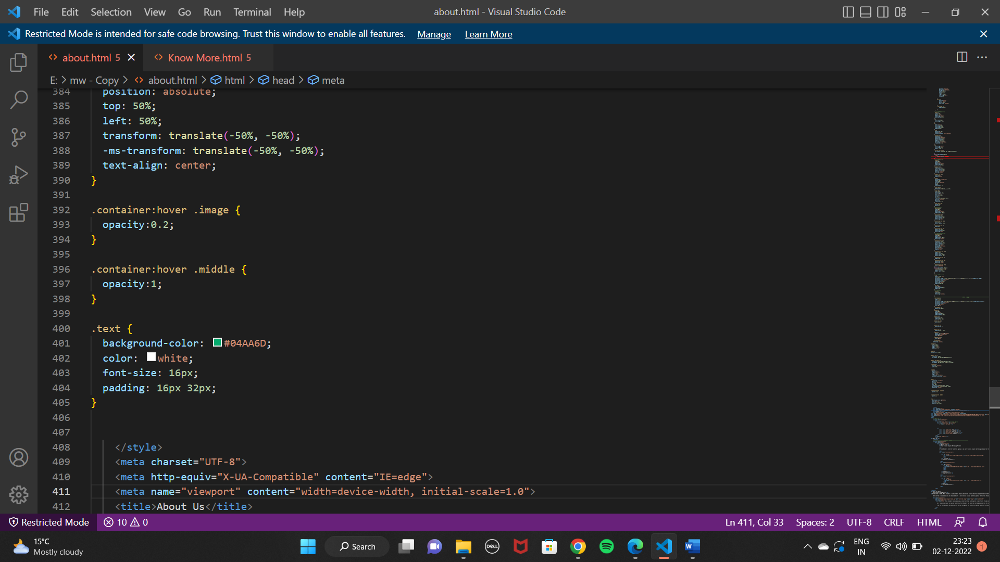 File Edit Selection View Go Run Terminal Help
about.html - Visual Studio Code
Restricted Mode is intended for safe code browsing. Trust this window to enable all features. Manage Learn More
about.html 5
Know More.html 5
E: > mw - Copy > about.html > html > head > meta
384 position: absolute;
385 top: 50%;
386 left: 50%;
387 transform: translate(-50%, -50%);
388 -ms-transform: translate(-50%, -50%);
389 text-align: center;
390 }
391
392 .container:hover .image {
393 opacity:0.2;
394 }
395
396 .container:hover .middle {
397 opacity:1;
398 }
399
400 .text {
401 background-color: #04AA6D;
402 color: white;
403 font-size: 16px;
404 padding: 16px 32px;
405 }
406
407
408 </style>
409 <meta charset="UTF-8">
410 <meta http-equiv="X-UA-Compatible" content="IE=edge">
411 <meta name="viewport" content="width=device-width, initial-scale=1.0">
412 <title>About Us</title>
Restricted Mode 10 0 Ln 411, Col 33 Spaces: 2 UTF-8 CRLF HTML
15°C
Mostly cloudy
Search
DELL
W
ENG
IN
23:23
02-12-2022
1